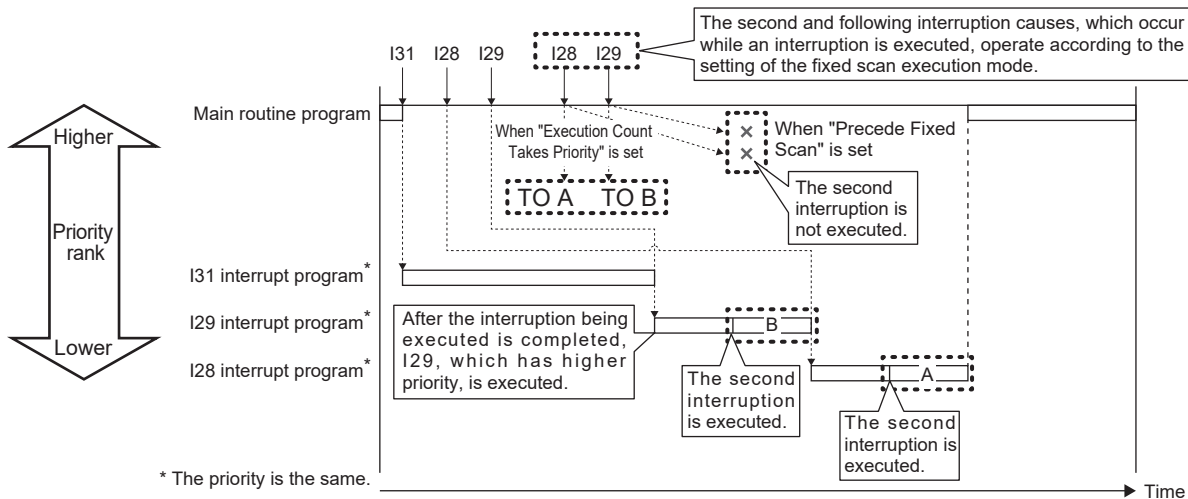 The second and following interruption causes, which occur
while an interruption is executed, operate according to the
setting of the fixed scan execution mode.
I31 I28 I29 I28 I29
Main routine program
Higher
Priority
rank
Lower
When "Execution Count
Takes Priority" is set
When "Precede Fixed
Scan" is set
TO A TO B
The second
interruption is
not executed.
I31 interrupt program*
I29 interrupt program*
I28 interrupt program*
After the interruption being
executed is completed,
I29, which has higher
priority, is executed.
B
The second
interruption
is executed.
A
The second
interruption is
executed.
* The priority is the same.
Time